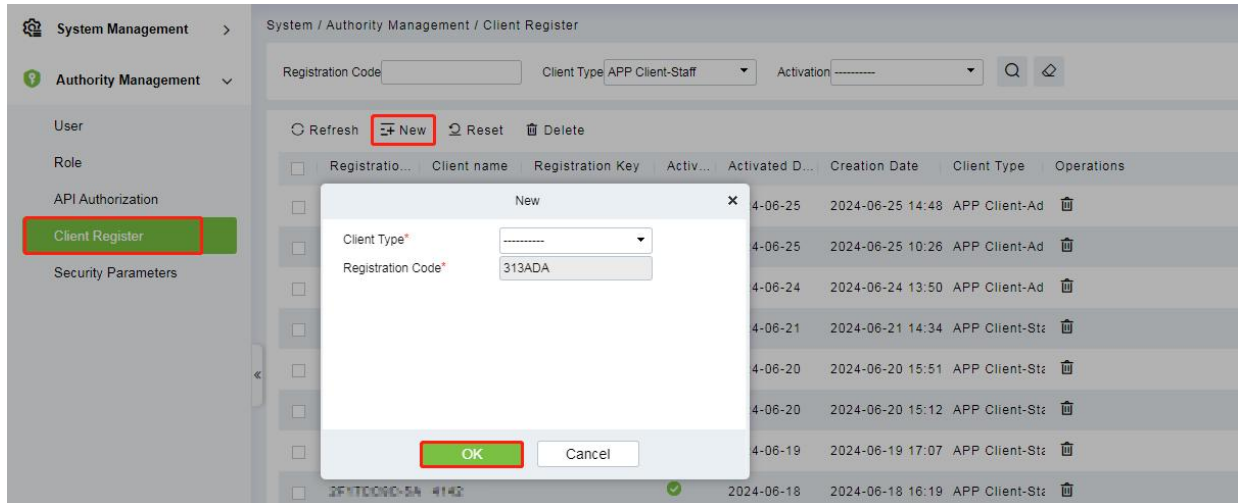 System Management
System / Authority Management / Client Register
Authority Management
Registration Code
Client Type APP Client-Staff
Activation ----------
User
Refresh New Reset Delete
Role
Registratio... Client name Registration Key Activ... Activated D... Creation Date Client Type Operations
API Authorization
New
4-06-25 2024-06-25 14:48 APP Client-Ad
Client Register
Client Type* ----------
4-06-25 2024-06-25 10:26 APP Client-Ad
Security Parameters
Registration Code* 313ADA
4-06-24 2024-06-24 13:50 APP Client-Ad
4-06-21 2024-06-21 14:34 APP Client-Sta
4-06-20 2024-06-20 15:51 APP Client-Sta
4-06-20 2024-06-20 15:12 APP Client-Sta
OK Cancel
4-06-19 2024-06-19 17:07 APP Client-Sta
4142 2024-06-18 2024-06-18 16:19 APP Client-Sta